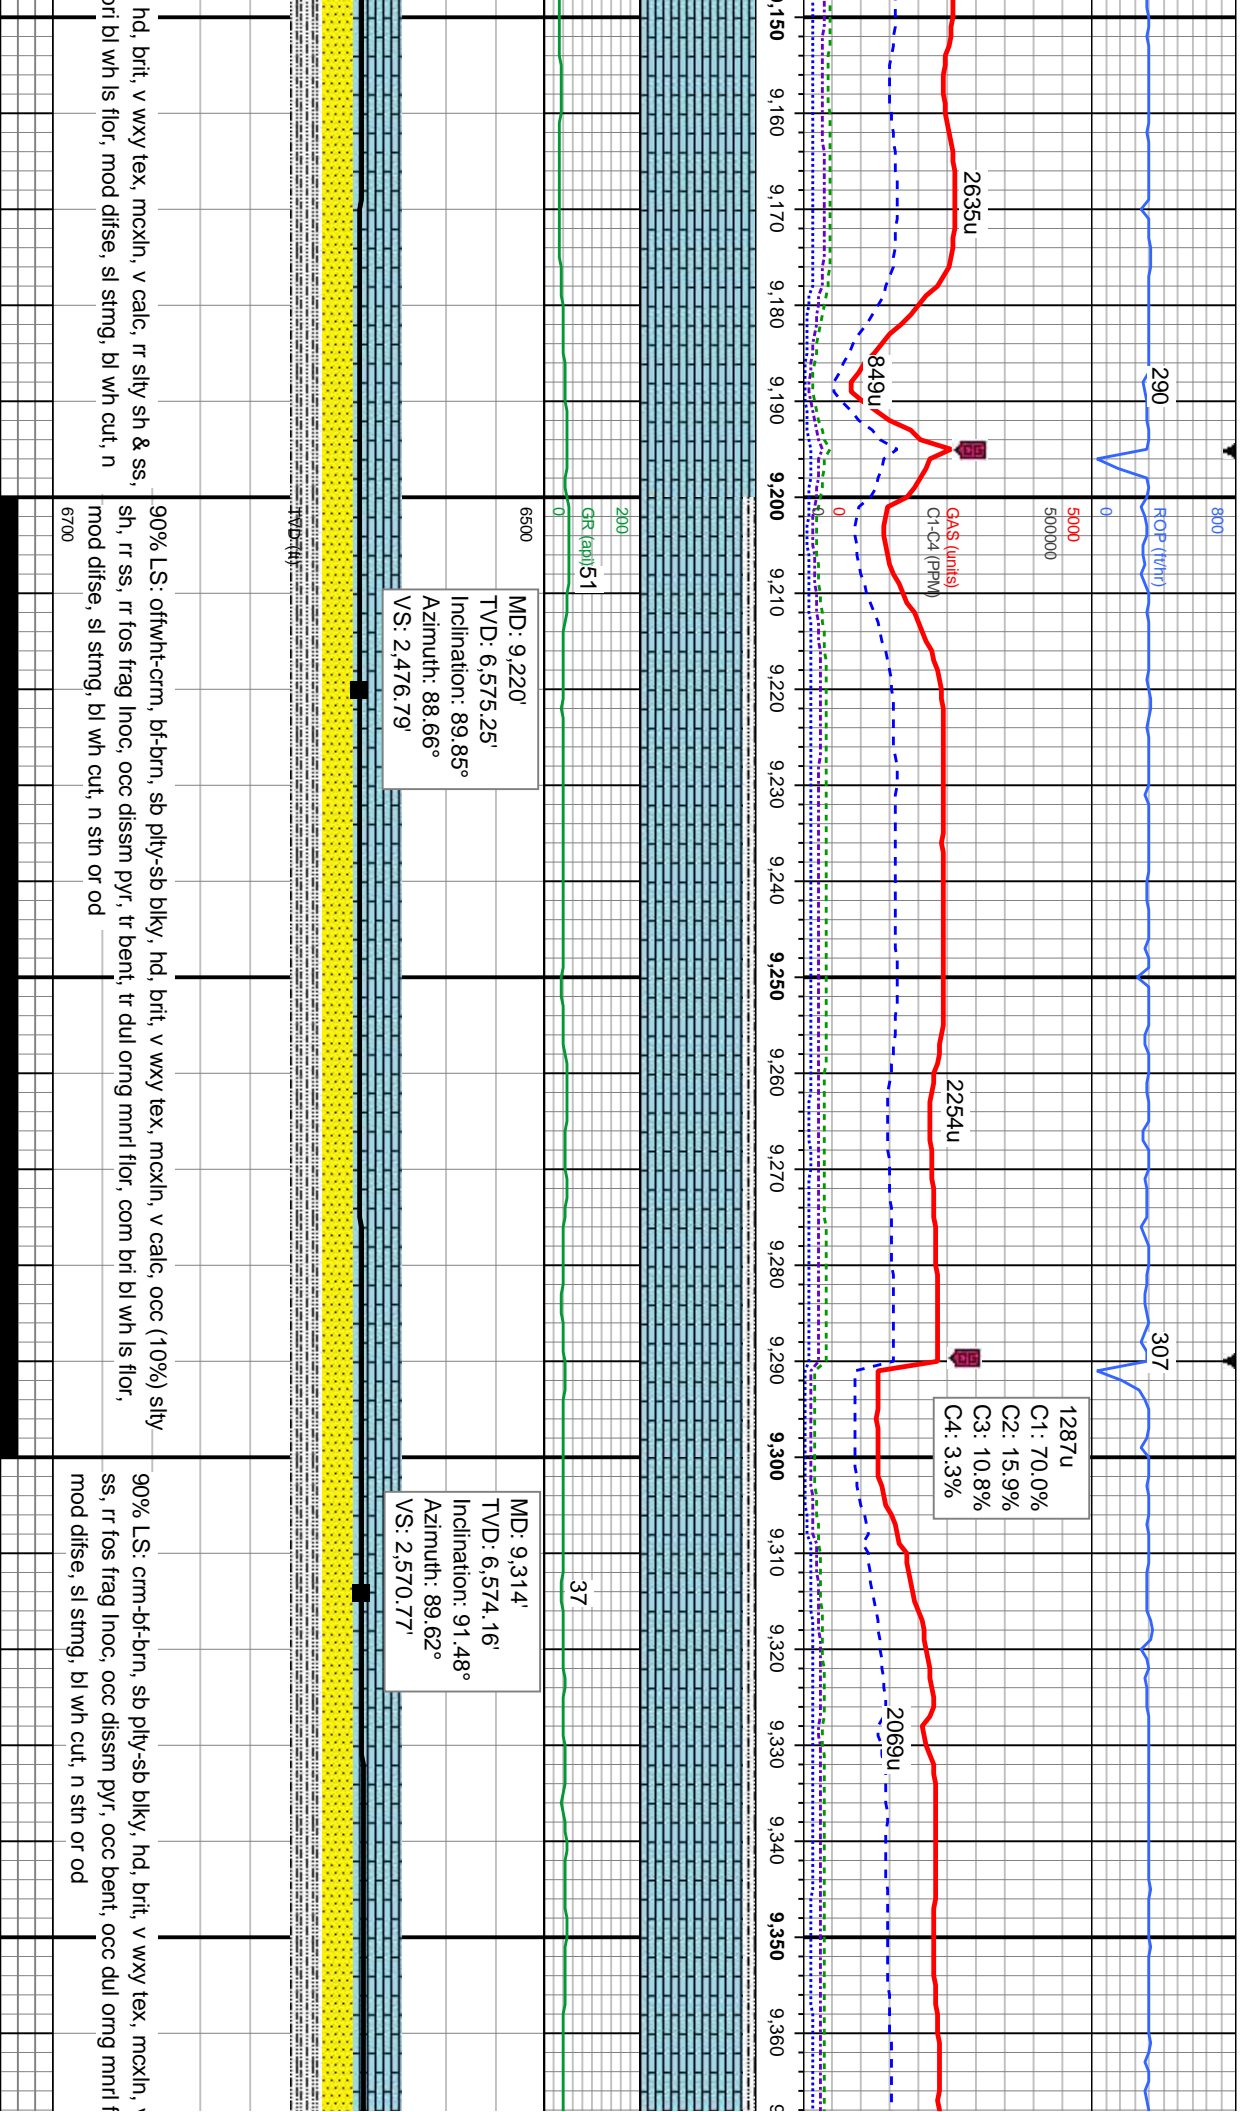 290
307
ROP (ft/hr)
0
800
2635u
849u
2254u
2069u
1287u
C1: 70.0%
C2: 15.9%
C3: 10.8%
C4: 3.3%
GAS (units)
0
5000
C1-C4 (PPM)
0
500000
9,150
9,160
9,170
9,180
9,190
9,200
9,210
9,220
9,230
9,240
9,250
9,260
9,270
9,280
9,290
9,300
9,310
9,320
9,330
9,340
9,350
9,360
GR (api)
0
200
51
37
6500
MD: 9,220'
TVD: 6,575.25'
Inclination: 89.85°
Azimuth: 88.66°
VS: 2,476.79'
MD: 9,314'
TVD: 6,574.16'
Inclination: 91.48°
Azimuth: 89.62°
VS: 2,570.77'
TVD (ft)
6700
hd, brit, v wxy tex, mcxln, v calc, rr slty sh & ss,
bri bl wh ls flor, mod difse, sl stmg, bl wh cut, n
90% LS: offwht-crm, bf-brn, sb plty-sb blky, hd, brit, v wxy tex, mcxln, v calc, occ (10%) slty
sh, rr ss, rr fos frag Inoc, occ dissm pyr, tr bent, tr dul orng mnrl flor, com bri bl wh ls flor,
mod difse, sl stmg, bl wh cut, n stn or od
90% LS: crm-bf-brn, sb plty-sb blky, hd, brit, v wxy tex, mcxln,
ss, rr fos frag Inoc, occ dissm pyr, occ bent, occ dul orng mnrl f
mod difse, sl stmg, bl wh cut, n stn or od